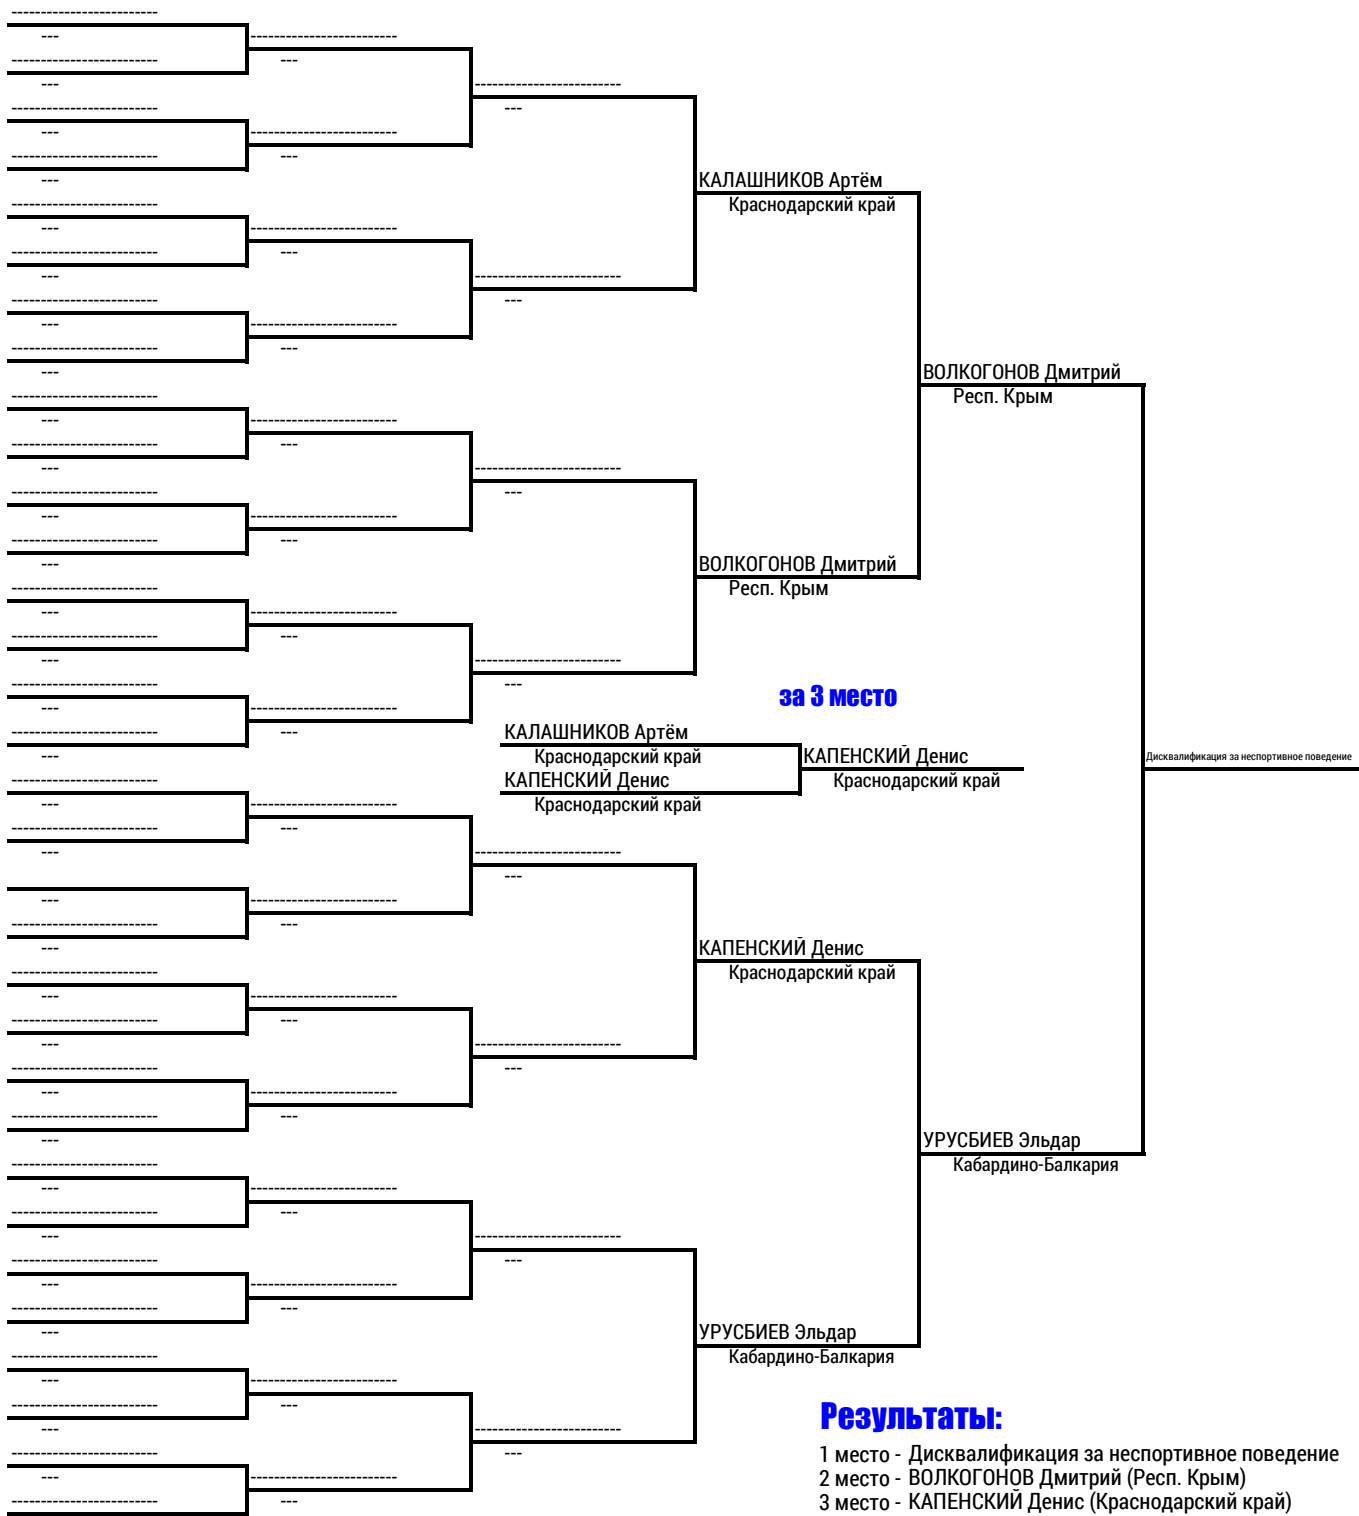 КАЛАШНИКОВ Артём
Краснодарский край
ВОЛКОГОНОВ Дмитрий
Респ. Крым
ВОЛКОГОНОВ Дмитрий
Респ. Крым
за 3 место
КАЛАШНИКОВ Артём
Краснодарский край
КАПЕНСКИЙ Денис
Краснодарский край
КАПЕНСКИЙ Денис
Краснодарский край
Дисквалификация за неспортивное поведение
КАПЕНСКИЙ Денис
Краснодарский край
УРУСБИЕВ Эльдар
Кабардино-Балкария
УРУСБИЕВ Эльдар
Кабардино-Балкария
Результаты:
1 место - Дисквалификация за неспортивное поведение
2 место - ВОЛКОГОНОВ Дмитрий (Респ. Крым)
3 место - КАПЕНСКИЙ Денис (Краснодарский край)